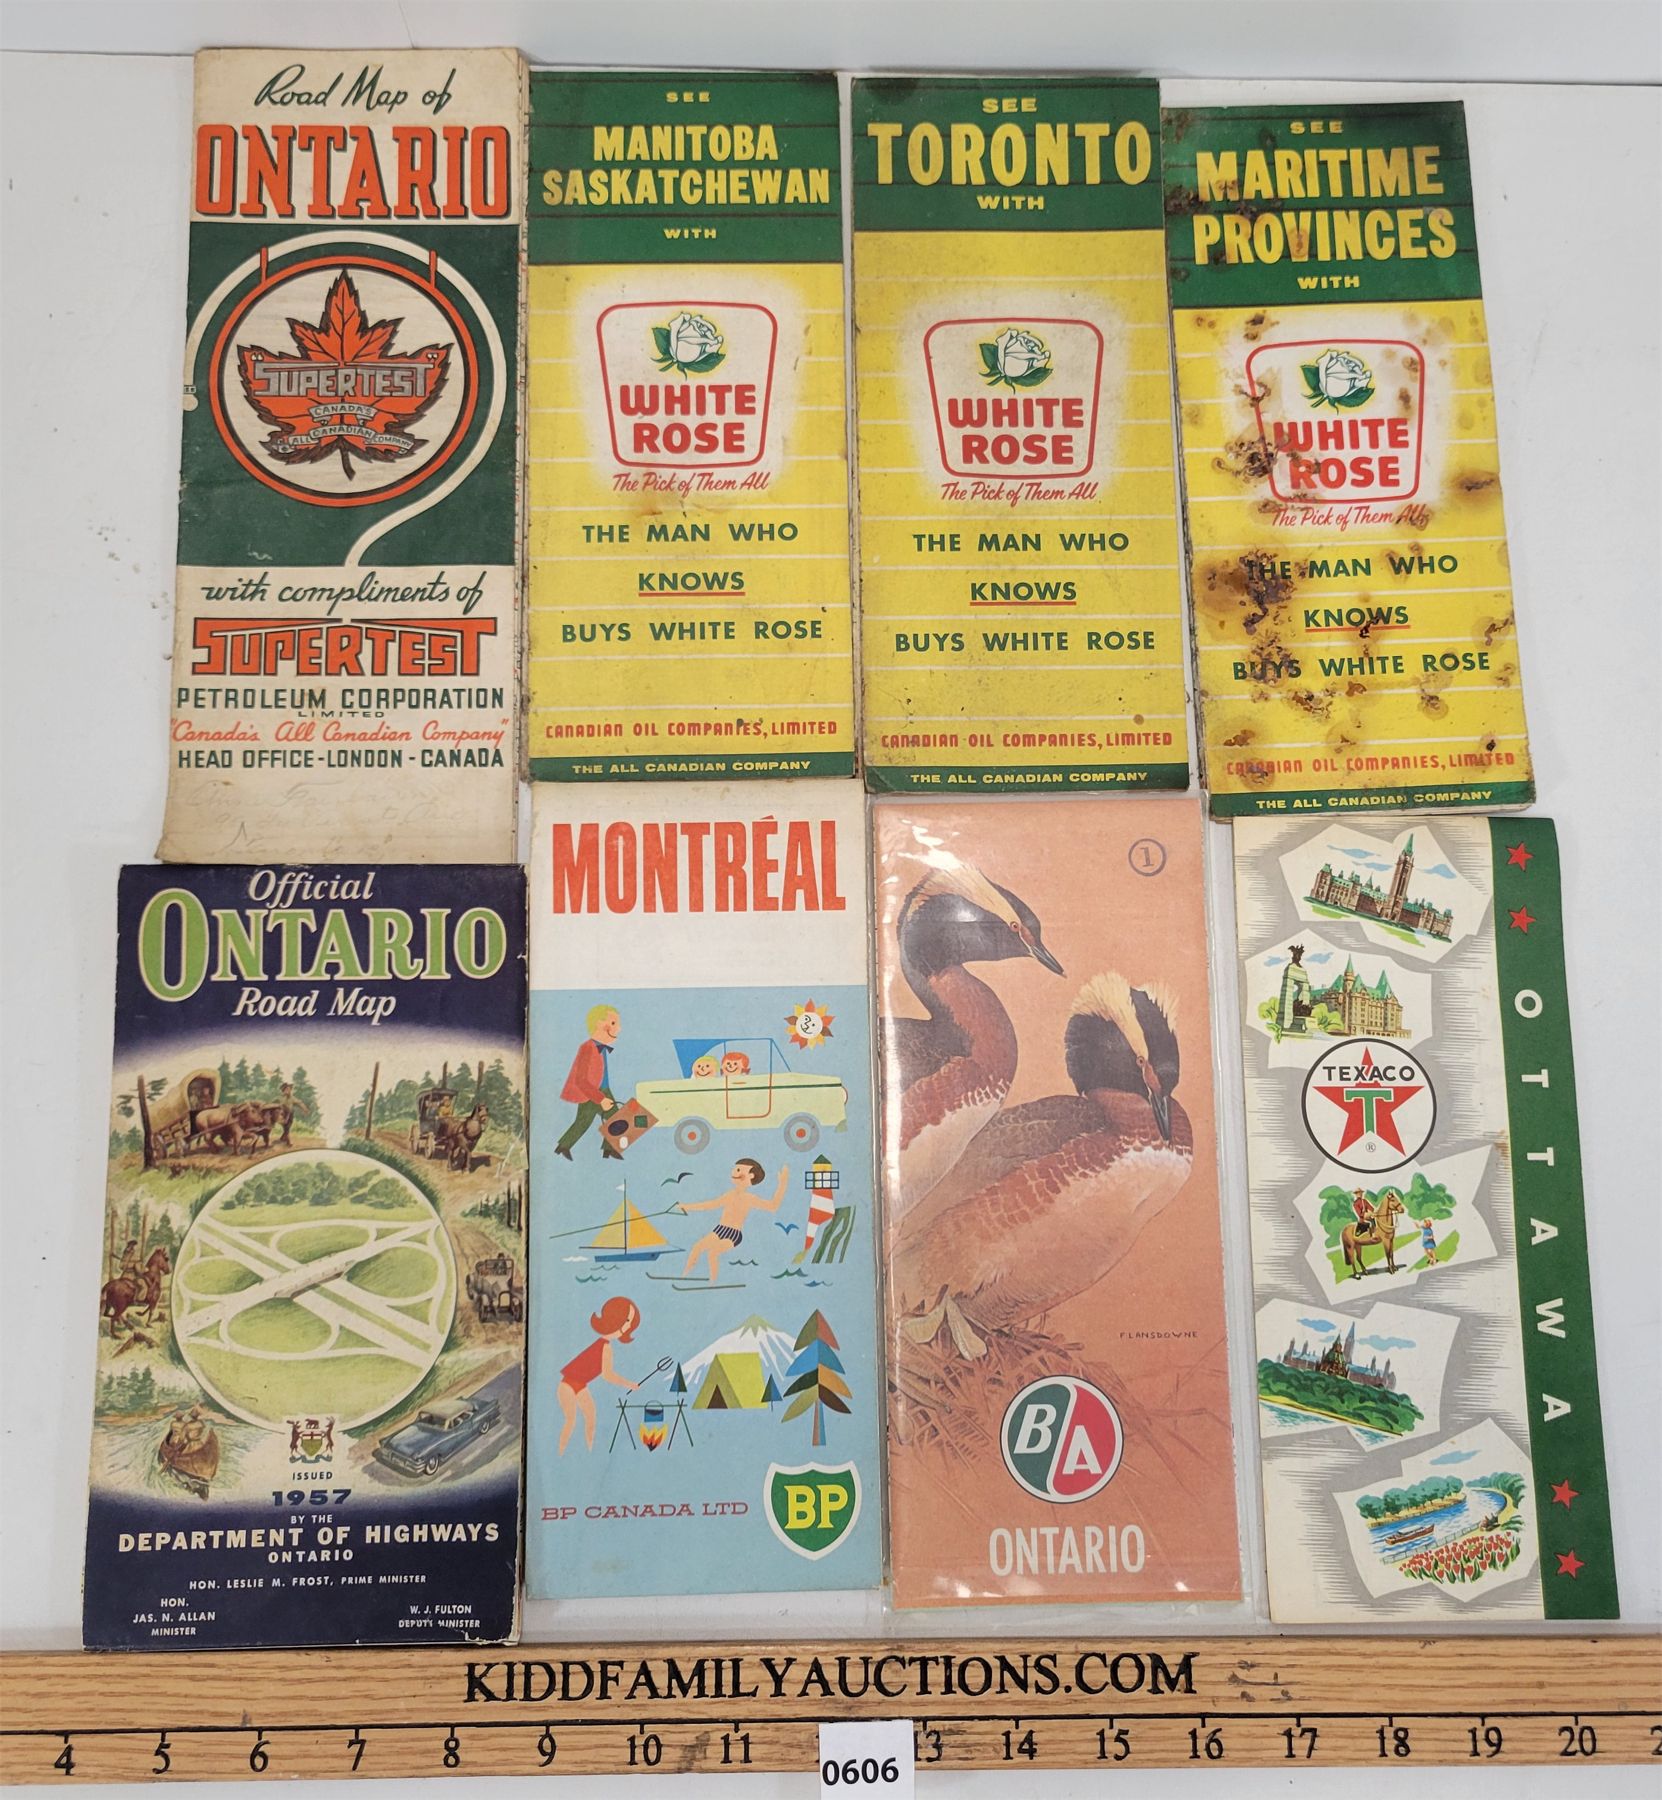 Road Map of
ONTARIO
SUPERTEST
CANADA'S
ALL CANADIAN COMPANY
with compliments of
SUPERTEST
PETROLEUM CORPORATION
LIMITED
"Canada's All Canadian Company"
HEAD OFFICE-LONDON-CANADA
SEE
MANITOBA
SASKATCHEWAN
WITH
WHITE
ROSE
The Pick of Them All
THE MAN WHO
KNOWS
BUYS WHITE ROSE
CANADIAN OIL COMPANIES, LIMITED
THE ALL CANADIAN COMPANY
SEE
TORONTO
WITH
WHITE
ROSE
The Pick of Them All
THE MAN WHO
KNOWS
BUYS WHITE ROSE
CANADIAN OIL COMPANIES, LIMITED
THE ALL CANADIAN COMPANY
SEE
MARITIME
PROVINCES
WITH
WHITE
ROSE
The Pick of Them All
THE MAN WHO
KNOWS
BUYS WHITE ROSE
CANADIAN OIL COMPANIES, LIMITED
THE ALL CANADIAN COMPANY
Official
ONTARIO
Road Map
ISSUED
1957
BY THE
DEPARTMENT OF HIGHWAYS
ONTARIO
HON. LESLIE M. FROST, PRIME MINISTER
HON.
JAS. N. ALLAN
MINISTER
W. J. FULTON
DEPUTY MINISTER
MONTRÉAL
BP CANADA LTD
BP
1
F. LANSDOWNE
B/A
ONTARIO
TEXACO
T
®
OTTAWA
KIDDFAMILYAUCTIONS.COM
4 5 6 7 8 9 10 11 13 14 15 16 17 18 19 20
0606